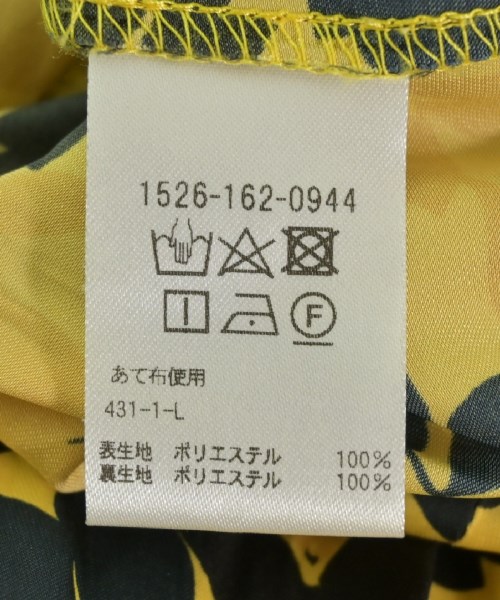 1526-162-0944
F
あて布使用
431-1-L
表生地 ポリエステル 100%
裏生地 ポリエステル 100%